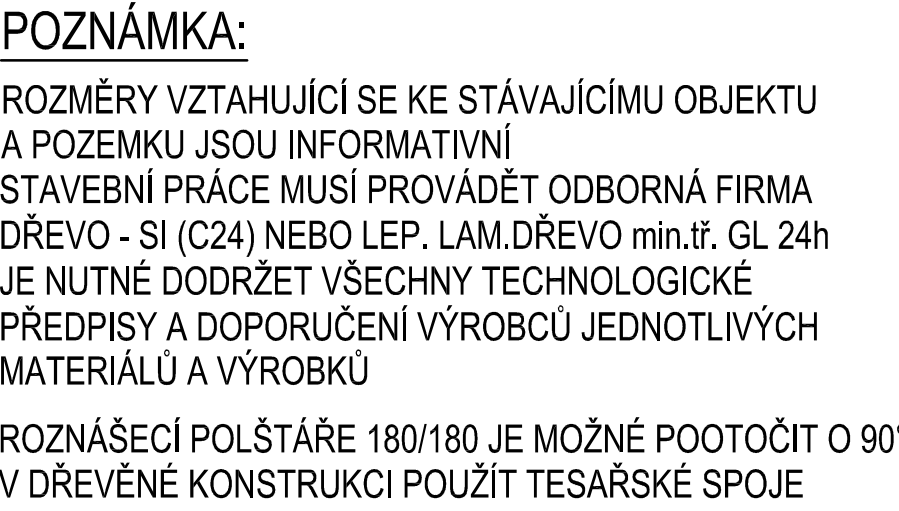 POZNÁMKA:
ROZMĚRY VZTAHUJÍCÍ SE KE STÁVAJÍCÍMU OBJEKTU
A POZEMKU JSOU INFORMATIVNÍ
STAVEBNÍ PRÁCE MUSÍ PROVÁDĚT ODBORNÁ FIRMA
DŘEVO - SI (C24) NEBO LEP. LAM.DŘEVO min.tř. GL 24h
JE NUTNÉ DODRŽET VŠECHNY TECHNOLOGICKÉ
PŘEDPISY A DOPORUČENÍ VÝROBCŮ JEDNOTLIVÝCH
MATERIÁLŮ A VÝROBKŮ
ROZNÁŠECÍ POLŠTÁŘE 180/180 JE MOŽNÉ POOTOČIT O 90°
V DŘEVĚNÉ KONSTRUKCI POUŽÍT TESAŘSKÉ SPOJE